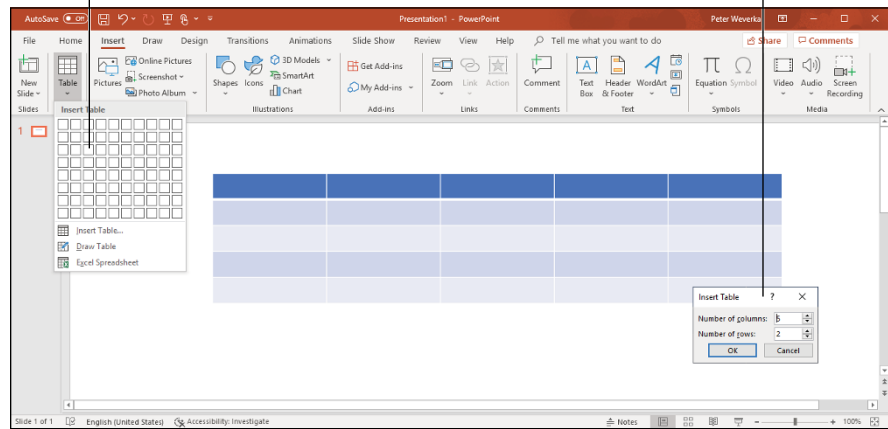 AutoSave Off Presentation1 - PowerPoint Peter Weverka
File Home Insert Draw Design Transitions Animations Slide Show Review View Help Tell me what you want to do Share Comments
New Slide
Table
Pictures
Online Pictures
Screenshot
Photo Album
Shapes
Icons
3D Models
SmartArt
Chart
Get Add-ins
My Add-ins
Zoom
Link
Action
Comment
Text Box
Header & Footer
WordArt
Equation
Symbol
Video
Audio
Screen Recording
Slides Illustrations Add-ins Links Comments Text Symbols Media
Insert Table
1
Insert Table...
Draw Table
Excel Spreadsheet
Insert Table ? ×
Number of columns: 5
Number of rows: 2
OK Cancel
Slide 1 of 1 English (United States) Accessibility: Investigate Notes 100%